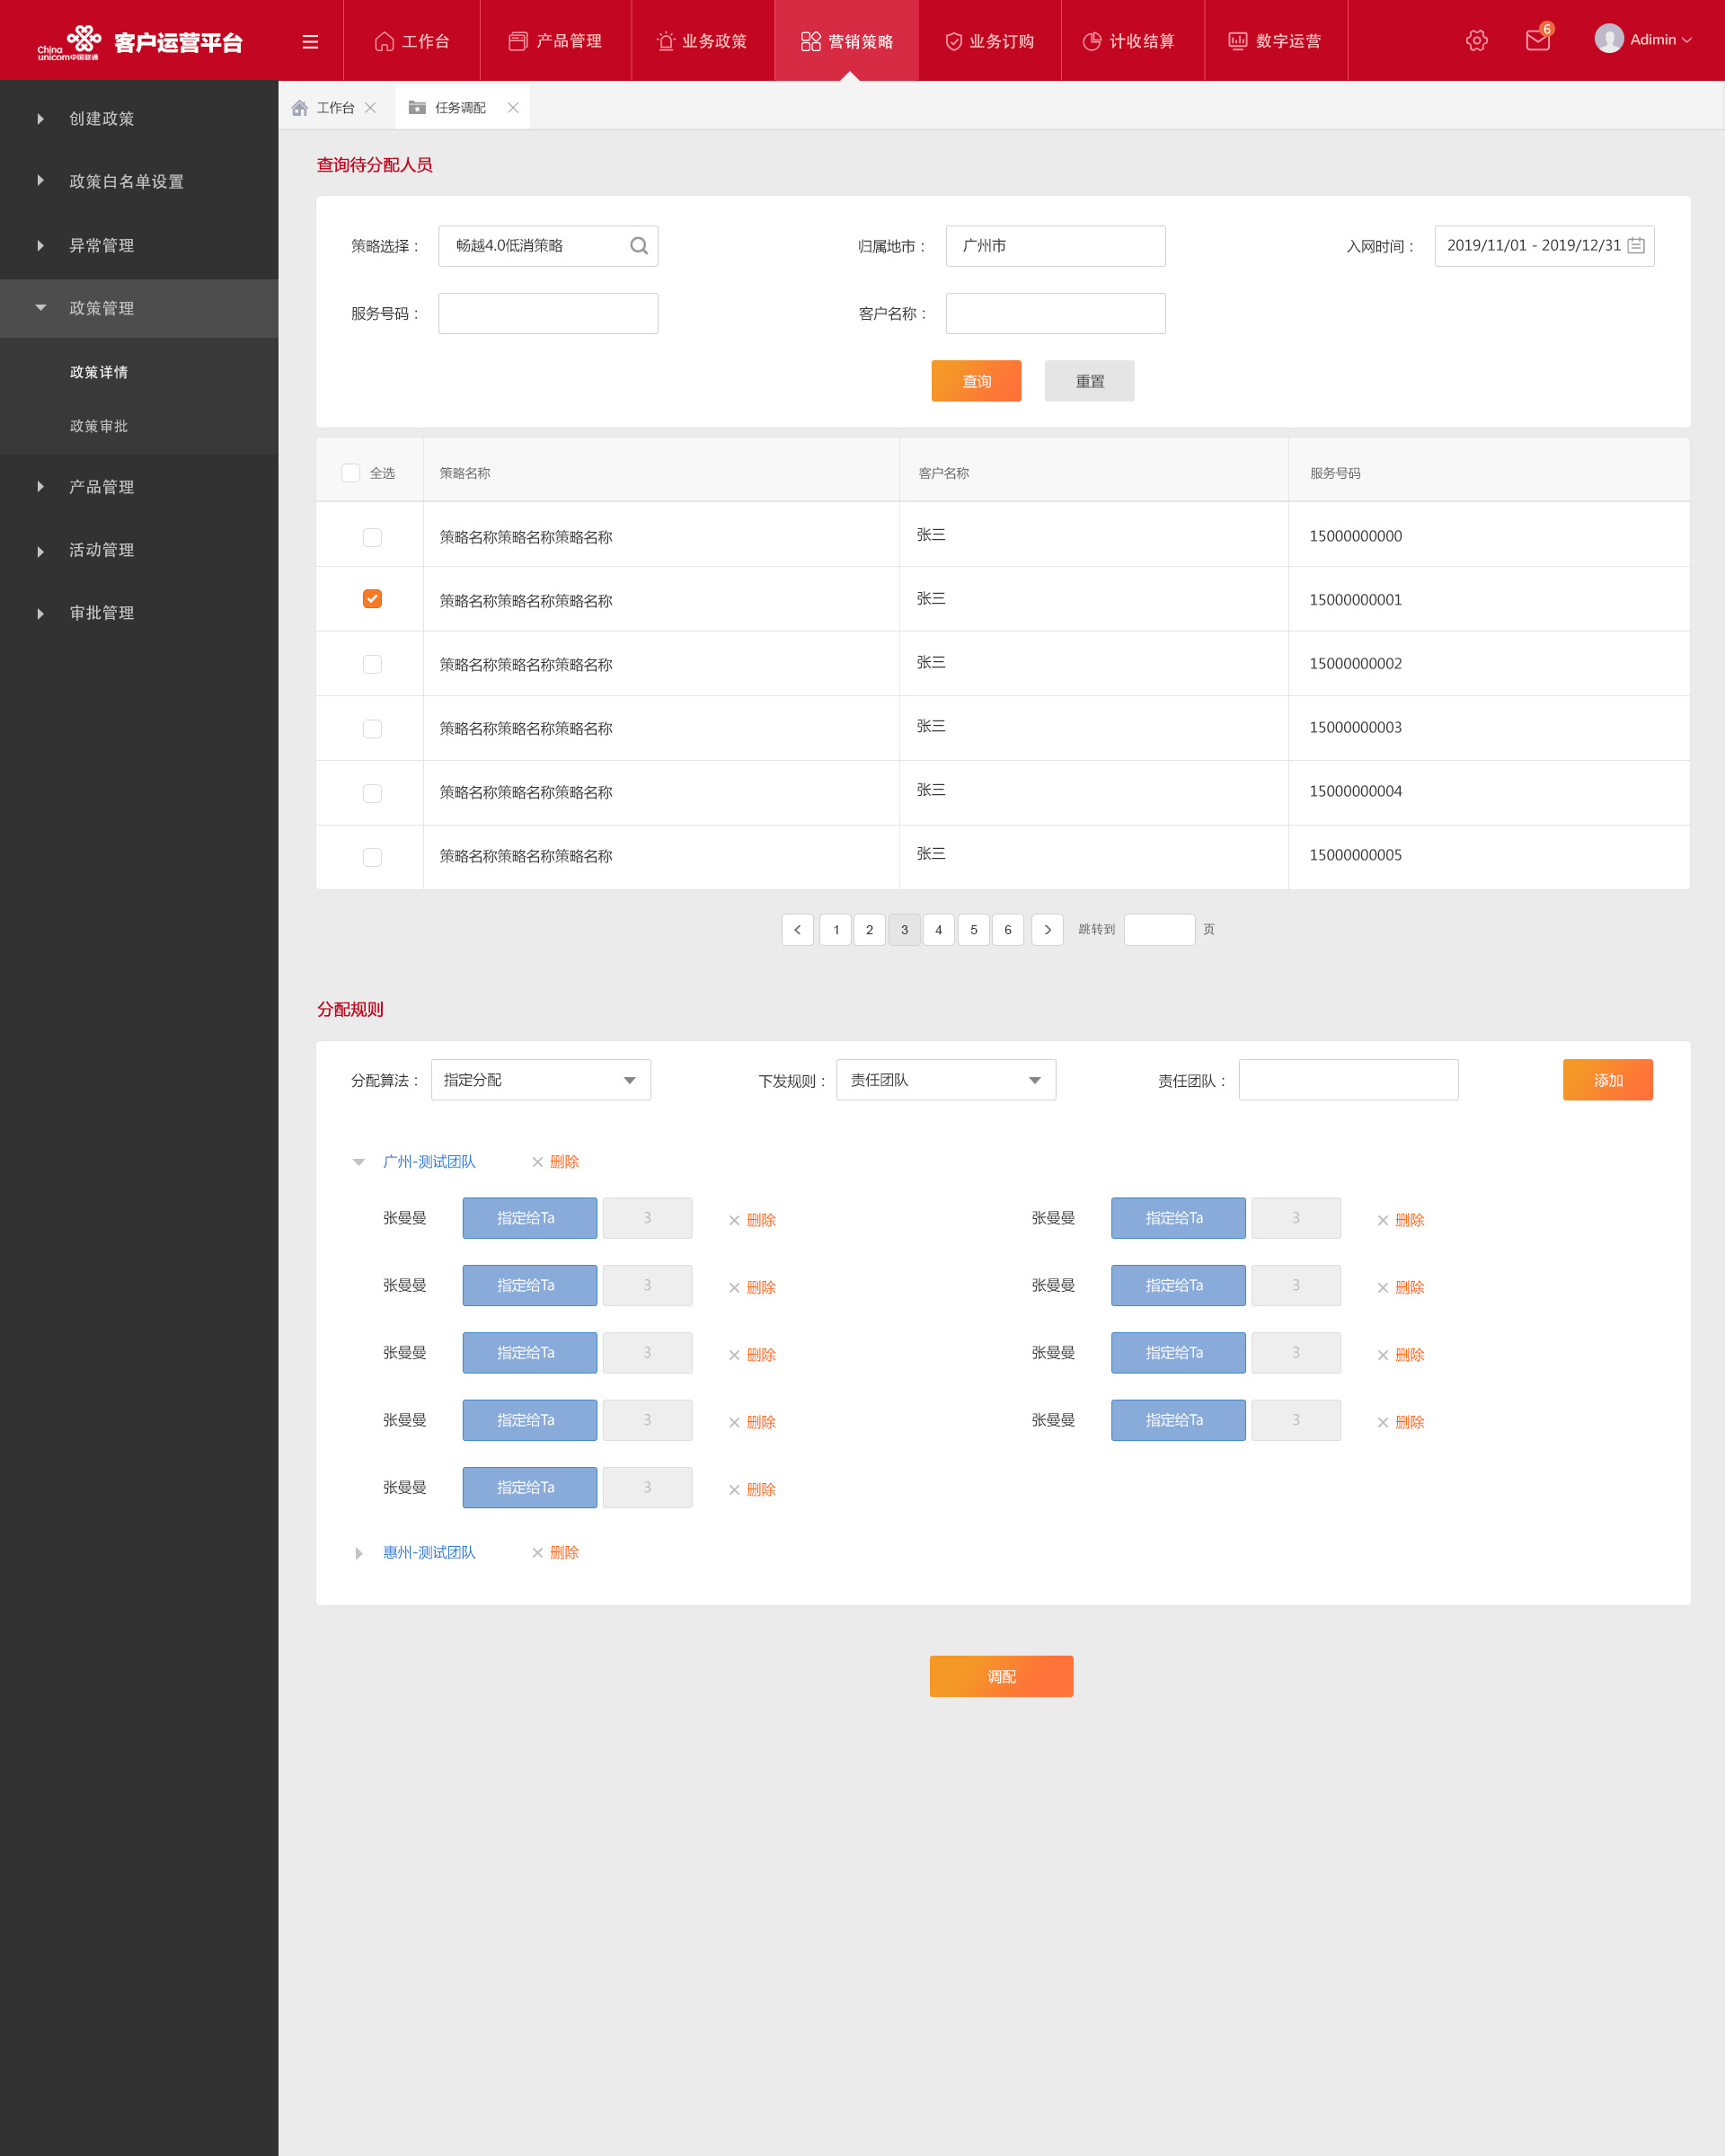 China
unicom中国联通
客户运营平台
工作台
产品管理
业务政策
营销策略
业务订购
计收结算
数字运营
6
Adimin
创建政策
政策白名单设置
异常管理
政策管理
政策详情
政策审批
产品管理
活动管理
审批管理
工作台
任务调配
查询待分配人员
策略选择： 畅越4.0低消策略
归属地市： 广州市
入网时间： 2019/11/01 - 2019/12/31
服务号码：
客户名称：
查询 重置
全选 策略名称 客户名称 服务号码
策略名称策略名称策略名称 张三 15000000000
策略名称策略名称策略名称 张三 15000000001
策略名称策略名称策略名称 张三 15000000002
策略名称策略名称策略名称 张三 15000000003
策略名称策略名称策略名称 张三 15000000004
策略名称策略名称策略名称 张三 15000000005
< 1 2 3 4 5 6 > 跳转到 页
分配规则
分配算法： 指定分配 下发规则： 责任团队 责任团队： 添加
广州-测试团队 × 删除
张曼曼 指定给Ta 3 × 删除 张曼曼 指定给Ta 3 × 删除
张曼曼 指定给Ta 3 × 删除 张曼曼 指定给Ta 3 × 删除
张曼曼 指定给Ta 3 × 删除 张曼曼 指定给Ta 3 × 删除
张曼曼 指定给Ta 3 × 删除 张曼曼 指定给Ta 3 × 删除
张曼曼 指定给Ta 3 × 删除
惠州-测试团队 × 删除
调配